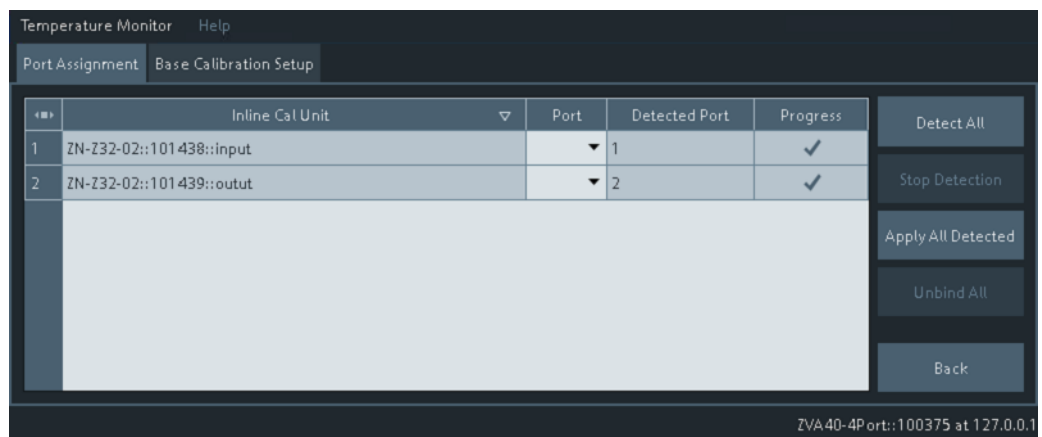 Temperature Monitor Help
Port Assignment Base Calibration Setup
Inline Cal Unit Port Detected Port Progress
Detect All
1 ZN-Z32-02::101438::input 1
2 ZN-Z32-02::101439::outut 2
Stop Detection
Apply All Detected
Unbind All
Back
ZVA40-4Port::100375 at 127.0.0.1